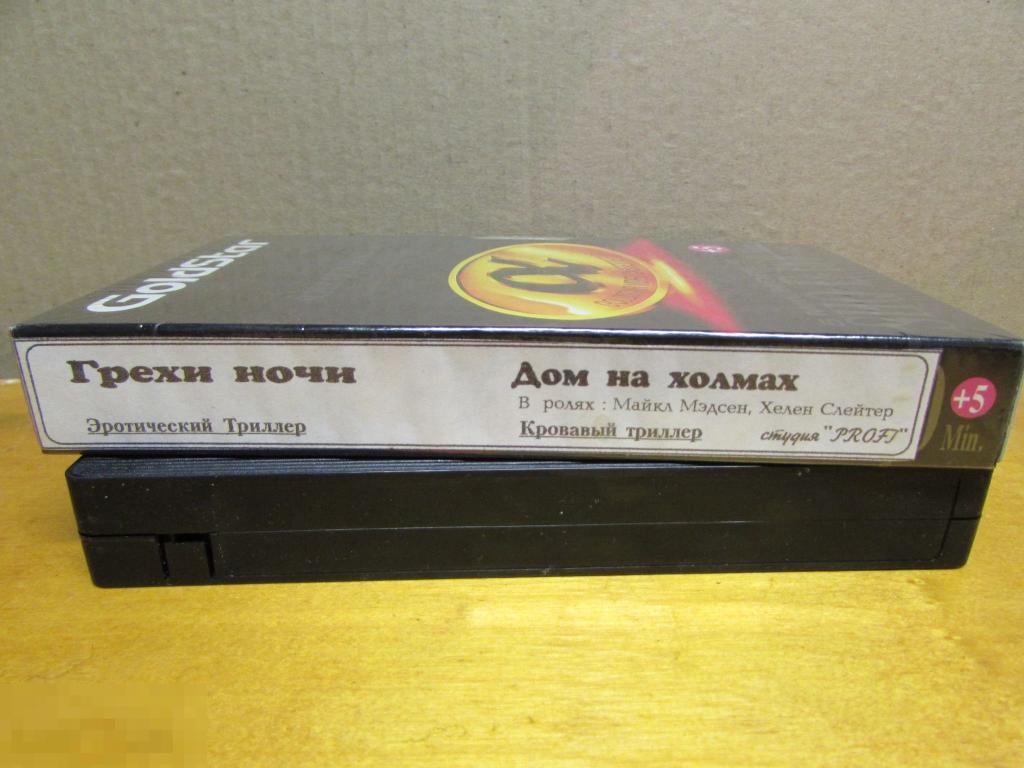 GoldStar
α
Грехи ночи
Эротический Триллер
Дом на холмах
В ролях : Майкл Мэдсен, Хелен Слейтер
Кровавый триллер
студия "PROFI"
+5
Min.